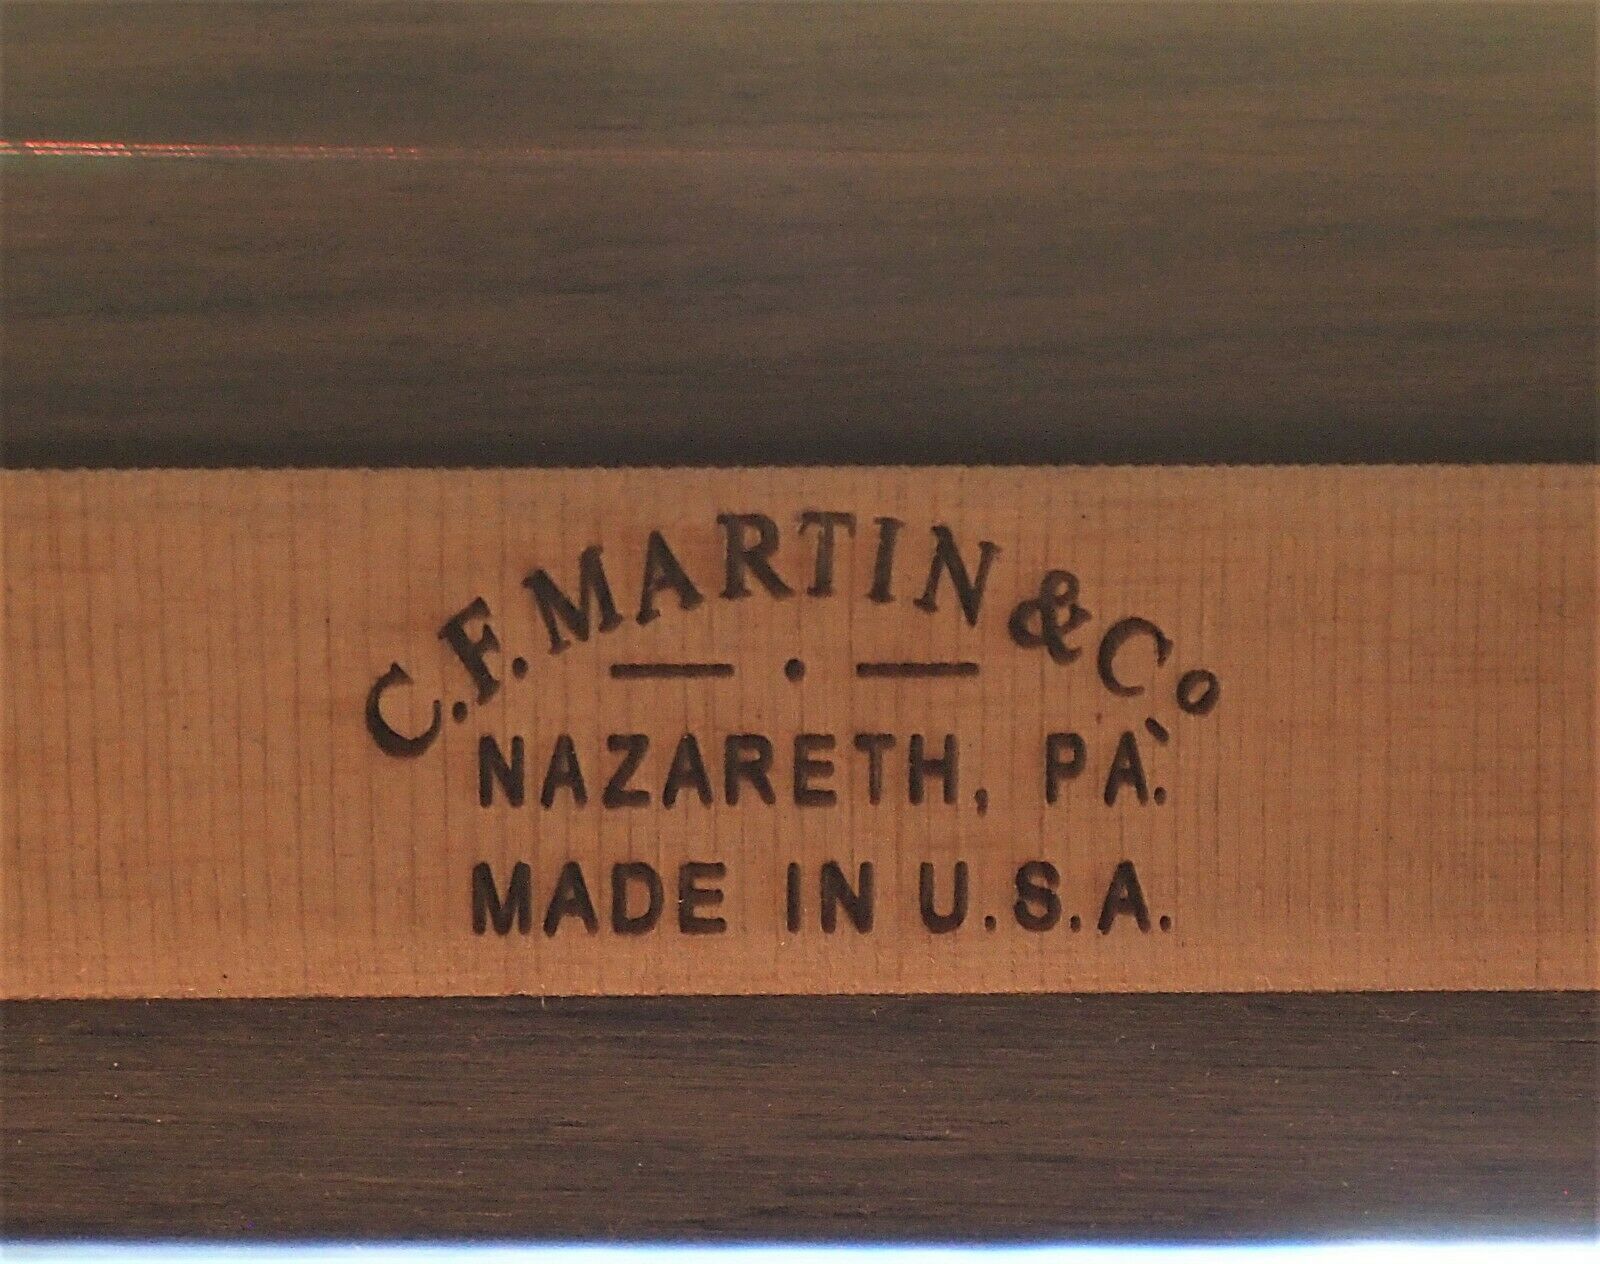 C.F. MARTIN & Co
NAZARETH, PA.
MADE IN U.S.A.